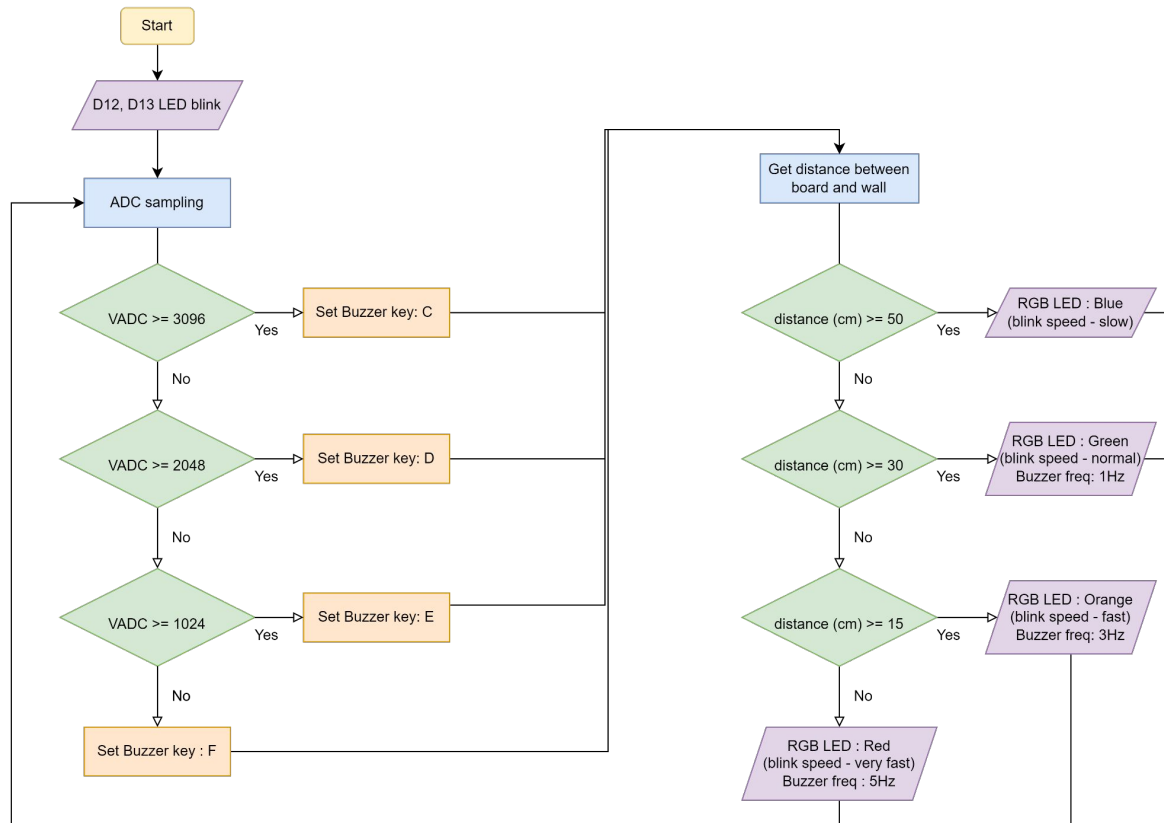 Start
D12, D13 LED blink
ADC sampling
VADC >= 3096
Yes
Set Buzzer key: C
No
VADC >= 2048
Yes
Set Buzzer key: D
No
VADC >= 1024
Yes
Set Buzzer key: E
No
Set Buzzer key : F
Get distance between
board and wall
distance (cm) >= 50
Yes
RGB LED : Blue
(blink speed - slow)
No
distance (cm) >= 30
Yes
RGB LED : Green
(blink speed - normal)
Buzzer freq: 1Hz
No
distance (cm) >= 15
Yes
RGB LED : Orange
(blink speed - fast)
Buzzer freq: 3Hz
No
RGB LED : Red
(blink speed - very fast)
Buzzer freq : 5Hz